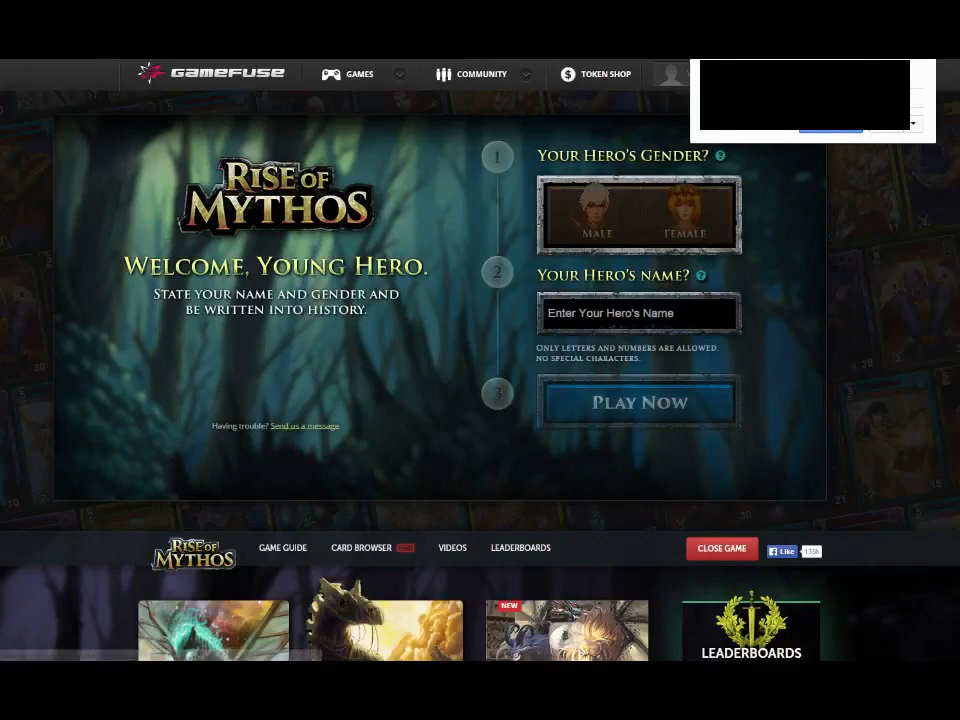 GAMEFUSE
GAMES
COMMUNITY
TOKEN SHOP
1
YOUR HERO'S GENDER? ?
RISE OF
MYTHOS
MALE
FEMALE
WELCOME, YOUNG HERO.
STATE YOUR NAME AND GENDER AND
BE WRITTEN INTO HISTORY.
2
YOUR HERO'S NAME? ?
Enter Your Hero's Name
ONLY LETTERS AND NUMBERS ARE ALLOWED.
NO SPECIAL CHARACTERS.
3
PLAY NOW
Having trouble? Send us a message
RISE OF
MYTHOS
GAME GUIDE
CARD BROWSER
VIDEOS
LEADERBOARDS
CLOSE GAME
Like
135k
NEW
LEADERBOARDS